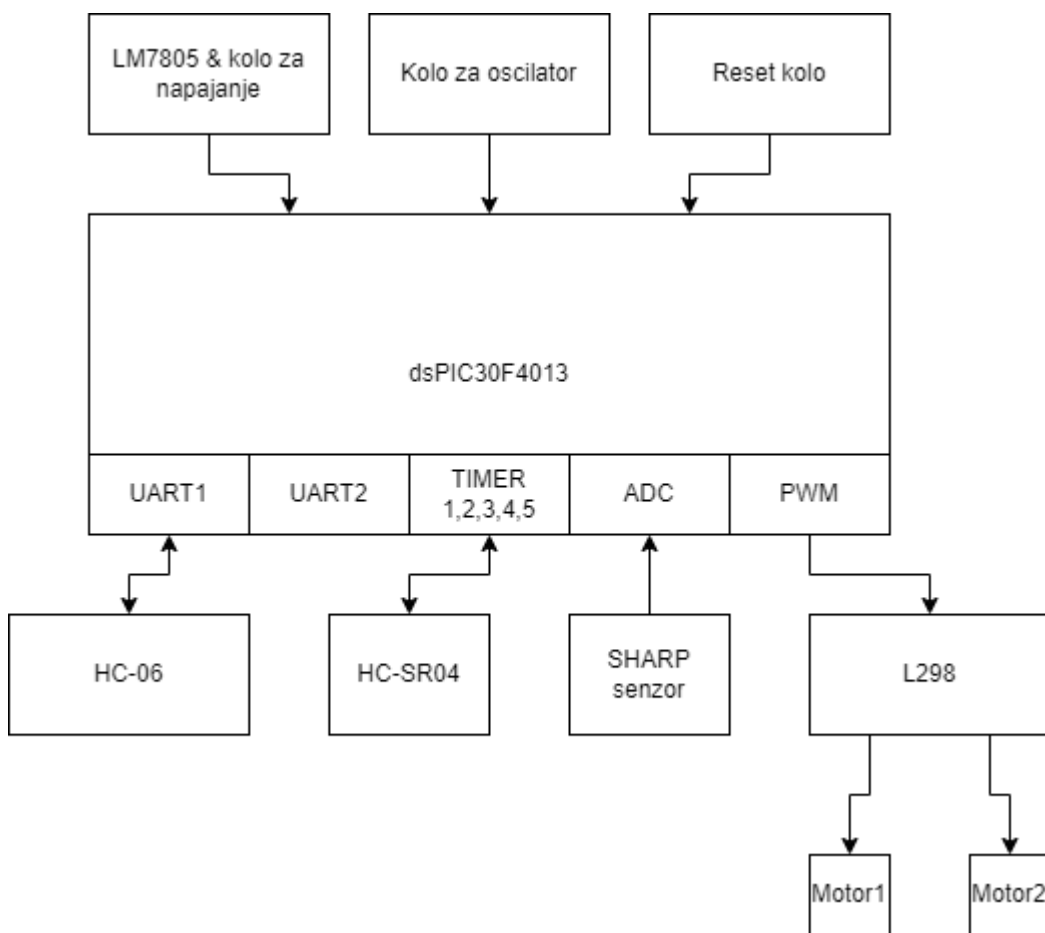 LM7805 & kolo za
napajanje
Kolo za oscilator
Reset kolo
dsPIC30F4013
UART1
UART2
TIMER
1,2,3,4,5
ADC
PWM
HC-06
HC-SR04
SHARP
senzor
L298
Motor1
Motor2